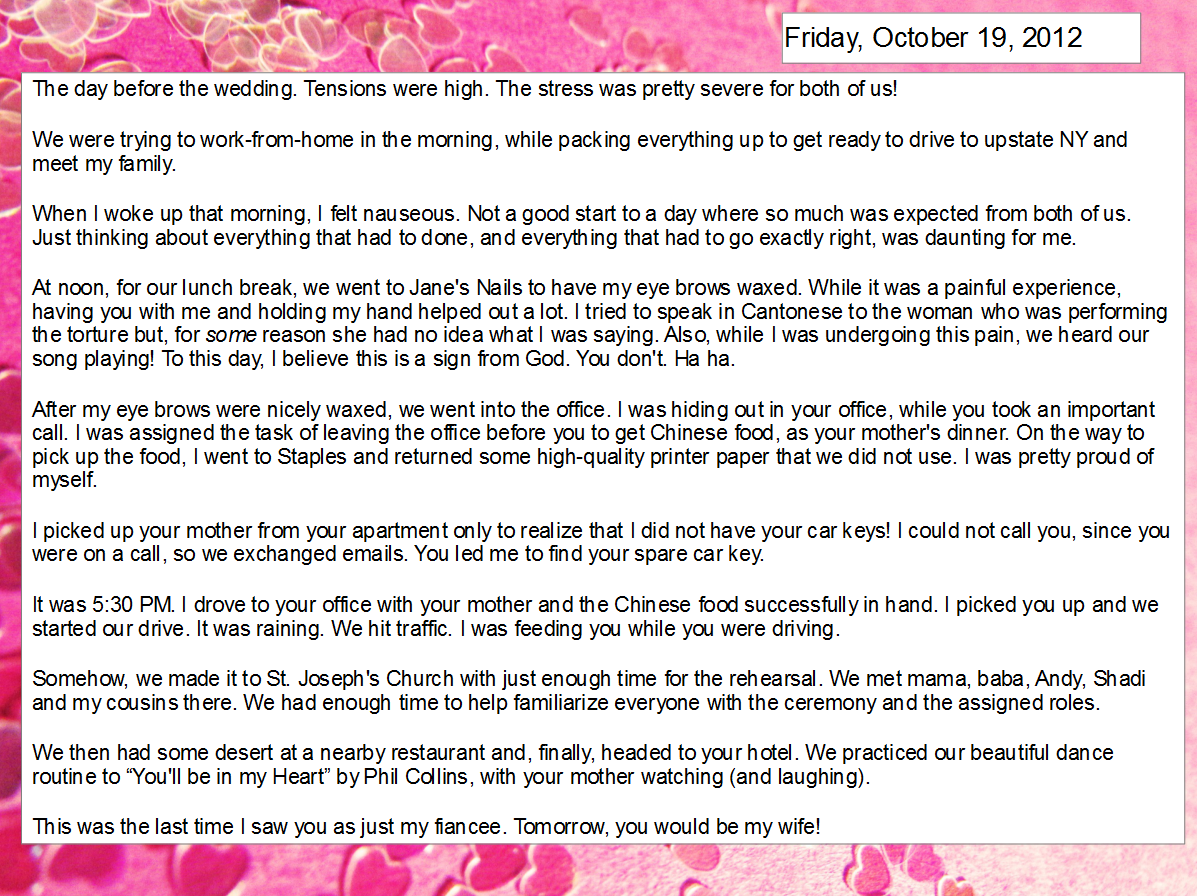 Friday, October 19, 2012
The day before the wedding. Tensions were high. The stress was pretty severe for both of us!
We were trying to work-from-home in the morning, while packing everything up to get ready to drive to upstate NY and
meet my family.
When I woke up that morning, I felt nauseous. Not a good start to a day where so much was expected from both of us.
Just thinking about everything that had to done, and everything that had to go exactly right, was daunting for me.
At noon, for our lunch break, we went to Jane's Nails to have my eye brows waxed. While it was a painful experience,
having you with me and holding my hand helped out a lot. I tried to speak in Cantonese to the woman who was performing
the torture but, for some reason she had no idea what I was saying. Also, while I was undergoing this pain, we heard our
song playing! To this day, I believe this is a sign from God. You don't. Ha ha.
After my eye brows were nicely waxed, we went into the office. I was hiding out in your office, while you took an important
call. I was assigned the task of leaving the office before you to get Chinese food, as your mother's dinner. On the way to
pick up the food, I went to Staples and returned some high-quality printer paper that we did not use. I was pretty proud of
myself.
I picked up your mother from your apartment only to realize that I did not have your car keys! I could not call you, since you
were on a call, so we exchanged emails. You led me to find your spare car key.
It was 5:30 PM. I drove to your office with your mother and the Chinese food successfully in hand. I picked you up and we
started our drive. It was raining. We hit traffic. I was feeding you while you were driving.
Somehow, we made it to St. Joseph's Church with just enough time for the rehearsal. We met mama, baba, Andy, Shadi
and my cousins there. We had enough time to help familiarize everyone with the ceremony and the assigned roles.
We then had some desert at a nearby restaurant and, finally, headed to your hotel. We practiced our beautiful dance
routine to “You'll be in my Heart” by Phil Collins, with your mother watching (and laughing).
This was the last time I saw you as just my fiancee. Tomorrow, you would be my wife!